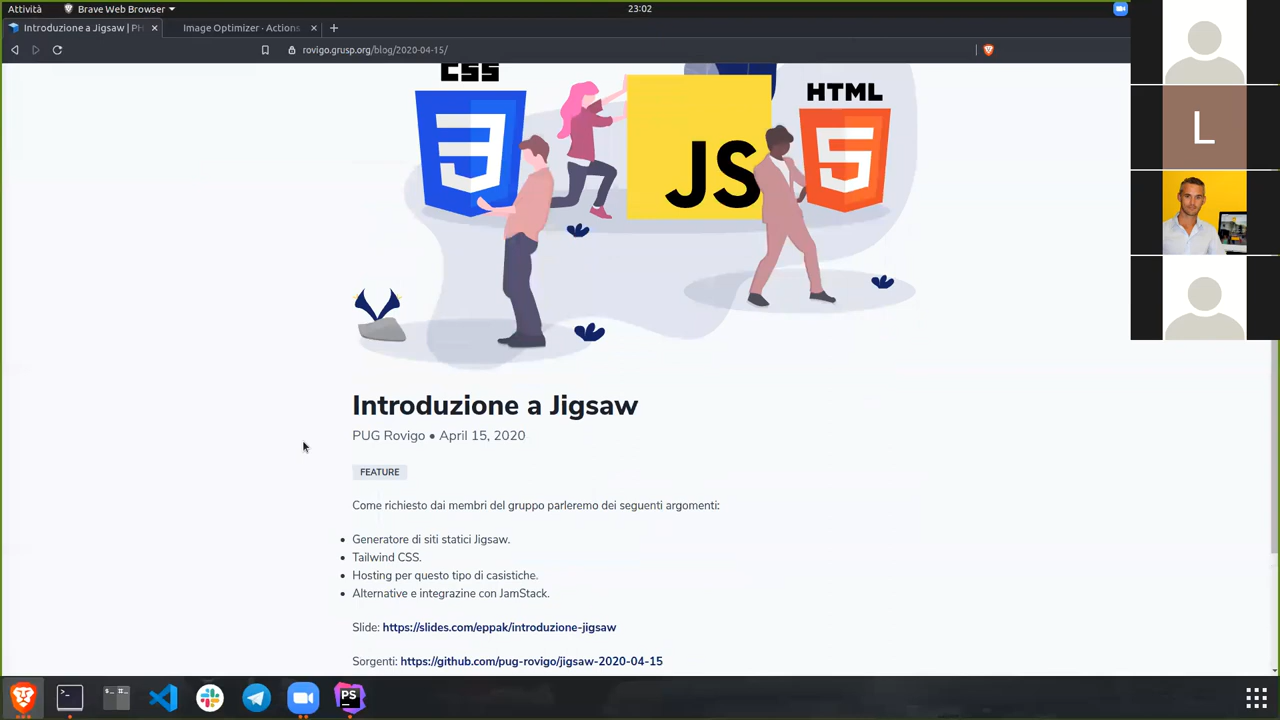 Attività
Brave Web Browser
23:02
Introduzione a Jigsaw | PH
Image Optimizer · Actions
rovigo.grusp.org/blog/2020-04-15/
CSS
3
JS
HTML
5
L
Introduzione a Jigsaw
PUG Rovigo • April 15, 2020
FEATURE
Come richiesto dai membri del gruppo parleremo dei seguenti argomenti:
Generatore di siti statici Jigsaw.
Tailwind CSS.
Hosting per questo tipo di casistiche.
Alternative e integrazine con JamStack.
Slide: https://slides.com/eppak/introduzione-jigsaw
Sorgenti: https://github.com/pug-rovigo/jigsaw-2020-04-15
PS